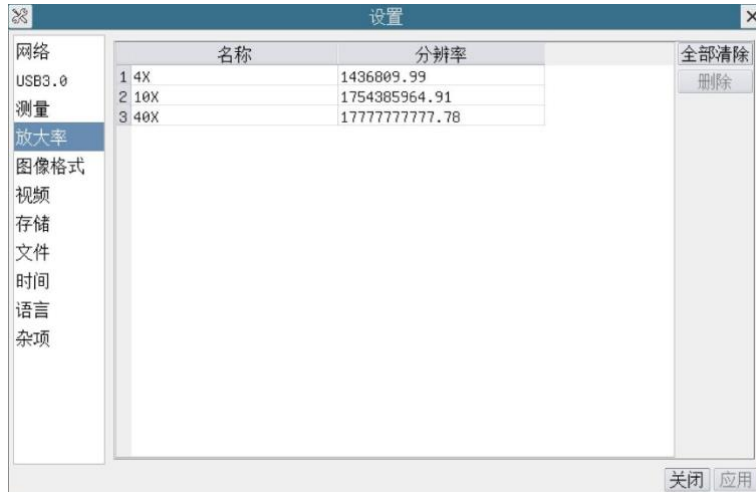 设置
网络
USB3.0
测量
放大率
图像格式
视频
存储
文件
时间
语言
杂项
名称 分辨率
1 4X 1436809.99
2 10X 1754385964.91
3 40X 17777777777.78
全部清除
删除
关闭 应用